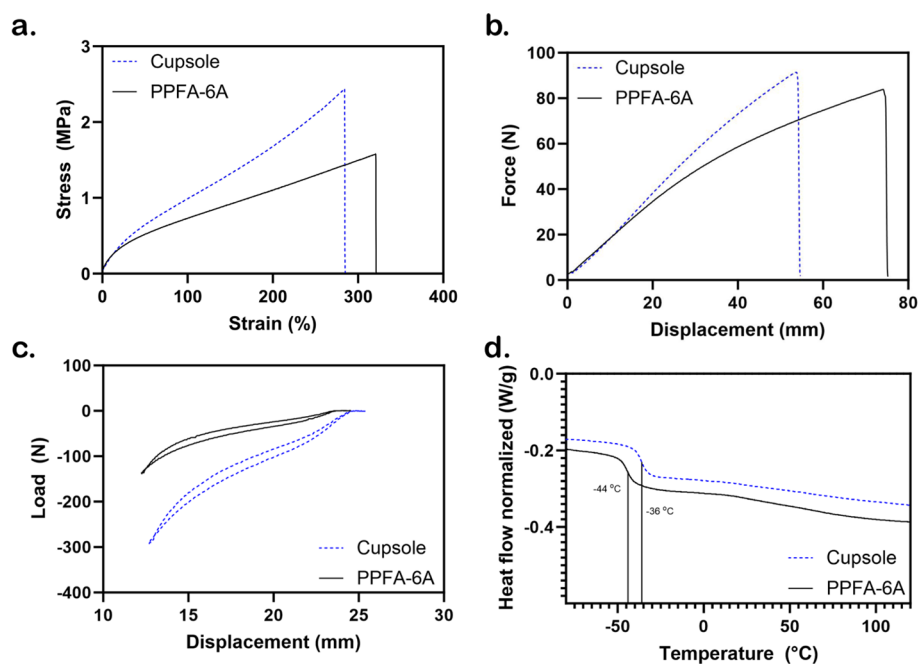 a.
3
2
1
0
Stress (MPa)
Cupsole
PPFA-6A
0 100 200 300 400
Strain (%)
b.
100
80
60
40
20
0
Force (N)
Cupsole
PPFA-6A
0 20 40 60 80
Displacement (mm)
c.
100
0
-100
-200
-300
-400
Load (N)
Cupsole
PPFA-6A
10 15 20 25 30
Displacement (mm)
d.
0.0
-0.2
-0.4
Heat flow normalized (W/g)
-44 °C
-36 °C
Cupsole
PPFA-6A
-50 0 50 100
Temperature (°C)